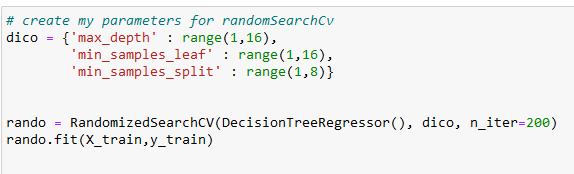 # create my parameters for randomSearchCv
dico = {'max_depth' : range(1,16),
'min_samples_leaf' : range(1,16),
'min_samples_split' : range(1,8)}
rando = RandomizedSearchCV(DecisionTreeRegressor(), dico, n_iter=200)
rando.fit(X_train,y_train)